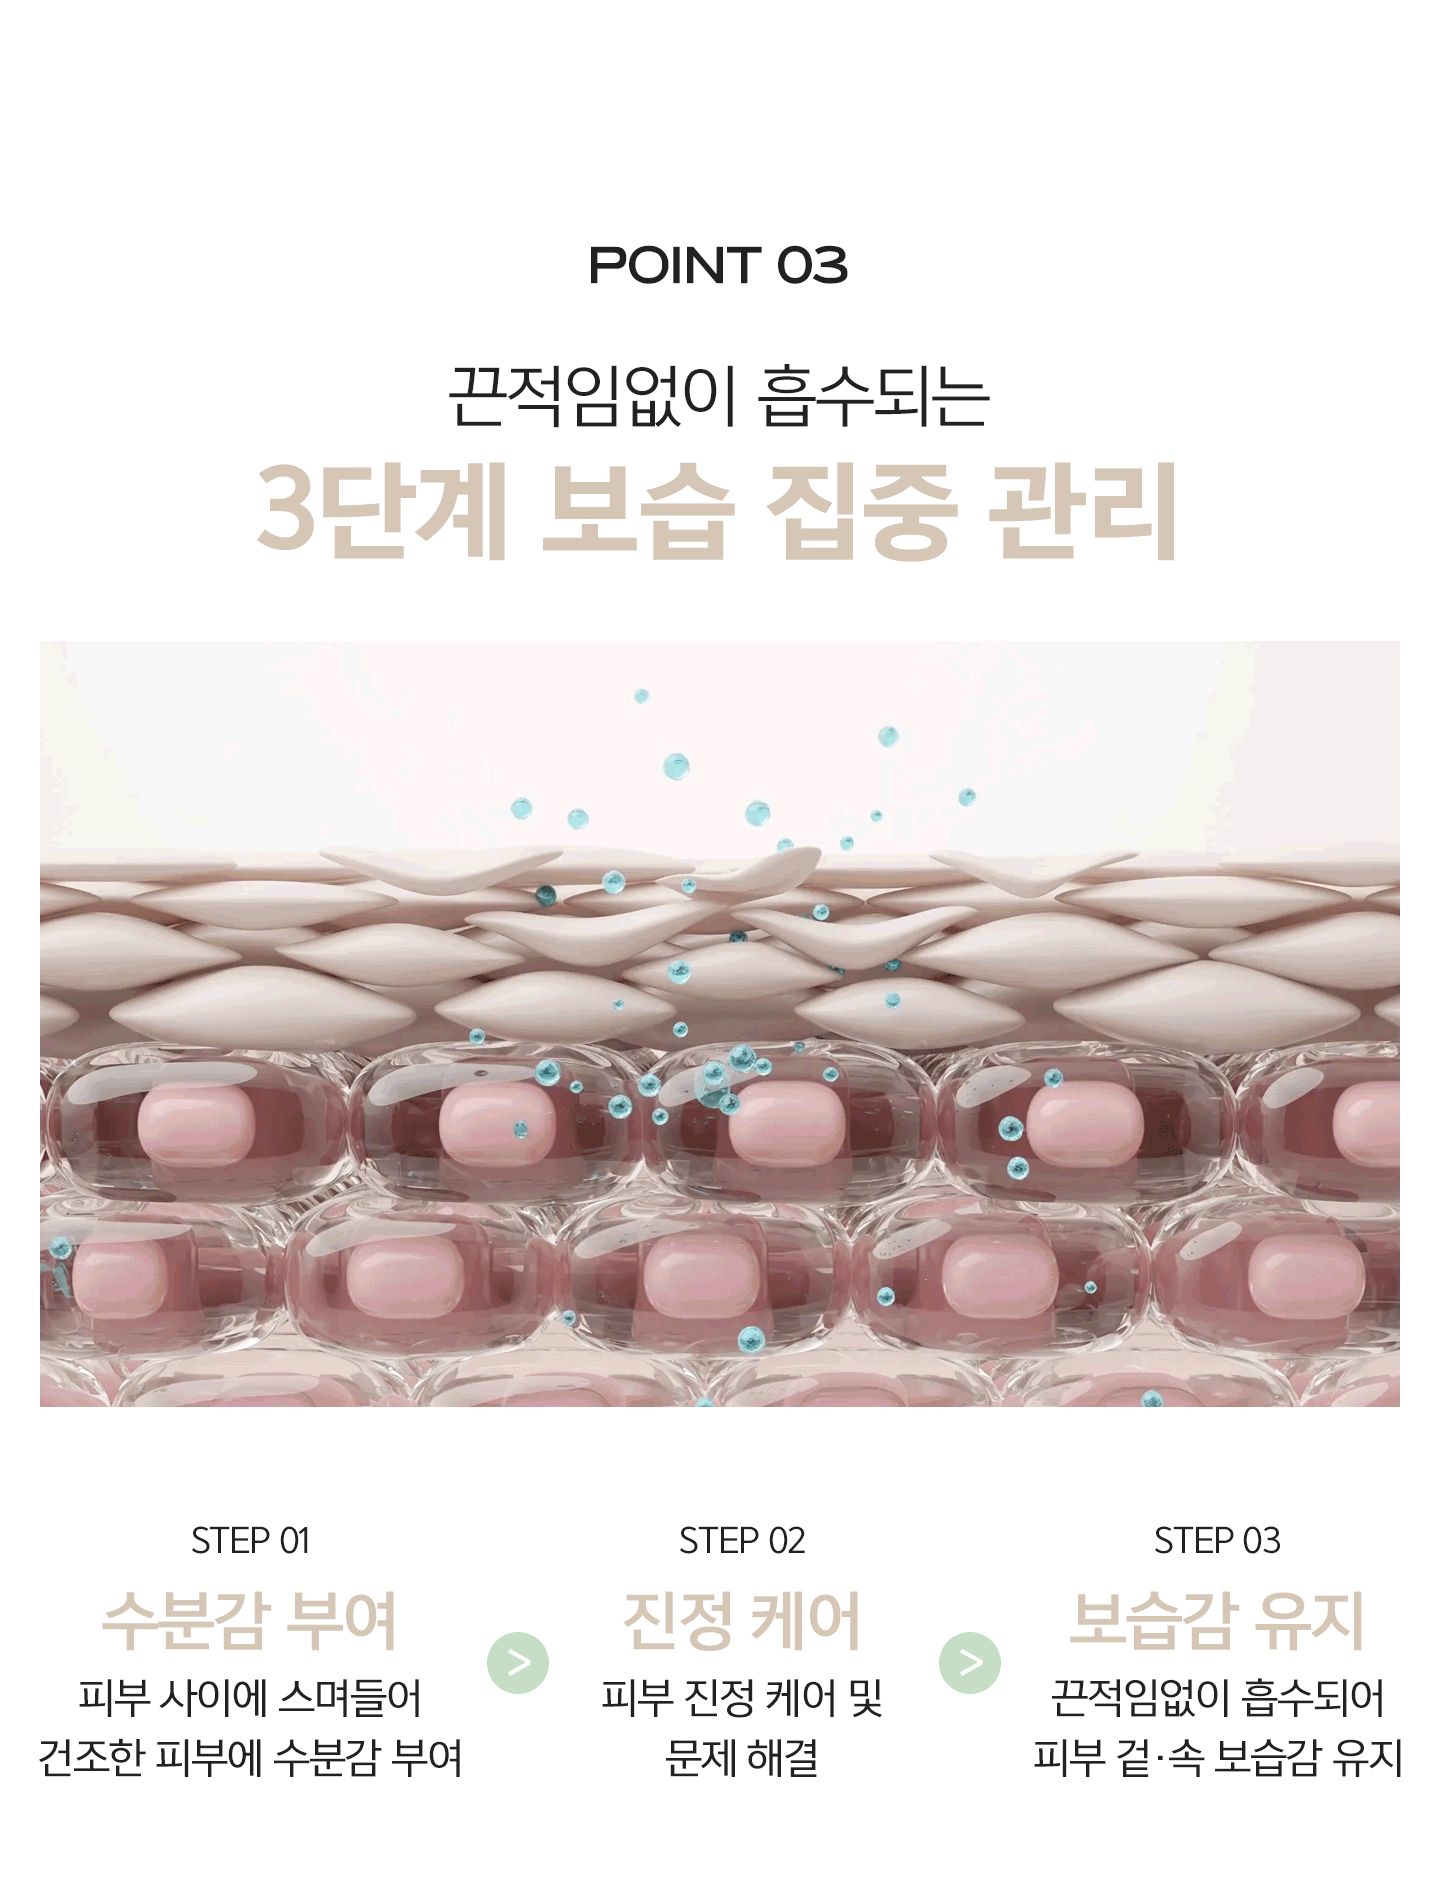 POINT 03
끈적임없이 흡수되는
3단계 보습 집중 관리
STEP 01
수분감 부여
피부 사이에 스며들어
건조한 피부에 수분감 부여
>
STEP 02
진정 케어
피부 진정 케어 및
문제 해결
>
STEP 03
보습감 유지
끈적임없이 흡수되어
피부 겉·속 보습감 유지